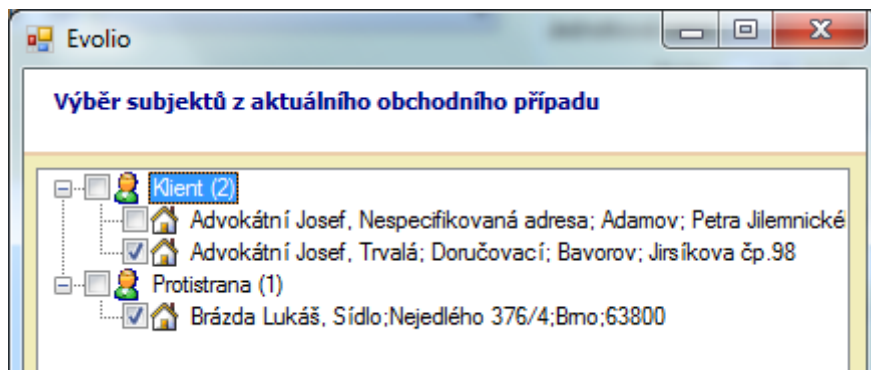 Evolio
Výběr subjektů z aktuálního obchodního případu
Klient (2)
Advokátní Josef, Nespecifikovaná adresa; Adamov; Petra Jilemnické
Advokátní Josef, Trvalá; Doručovací; Bavorov; Jirsíkova čp.98
Protistrana (1)
Brázda Lukáš, Sídlo;Nejedlého 376/4;Brno;63800